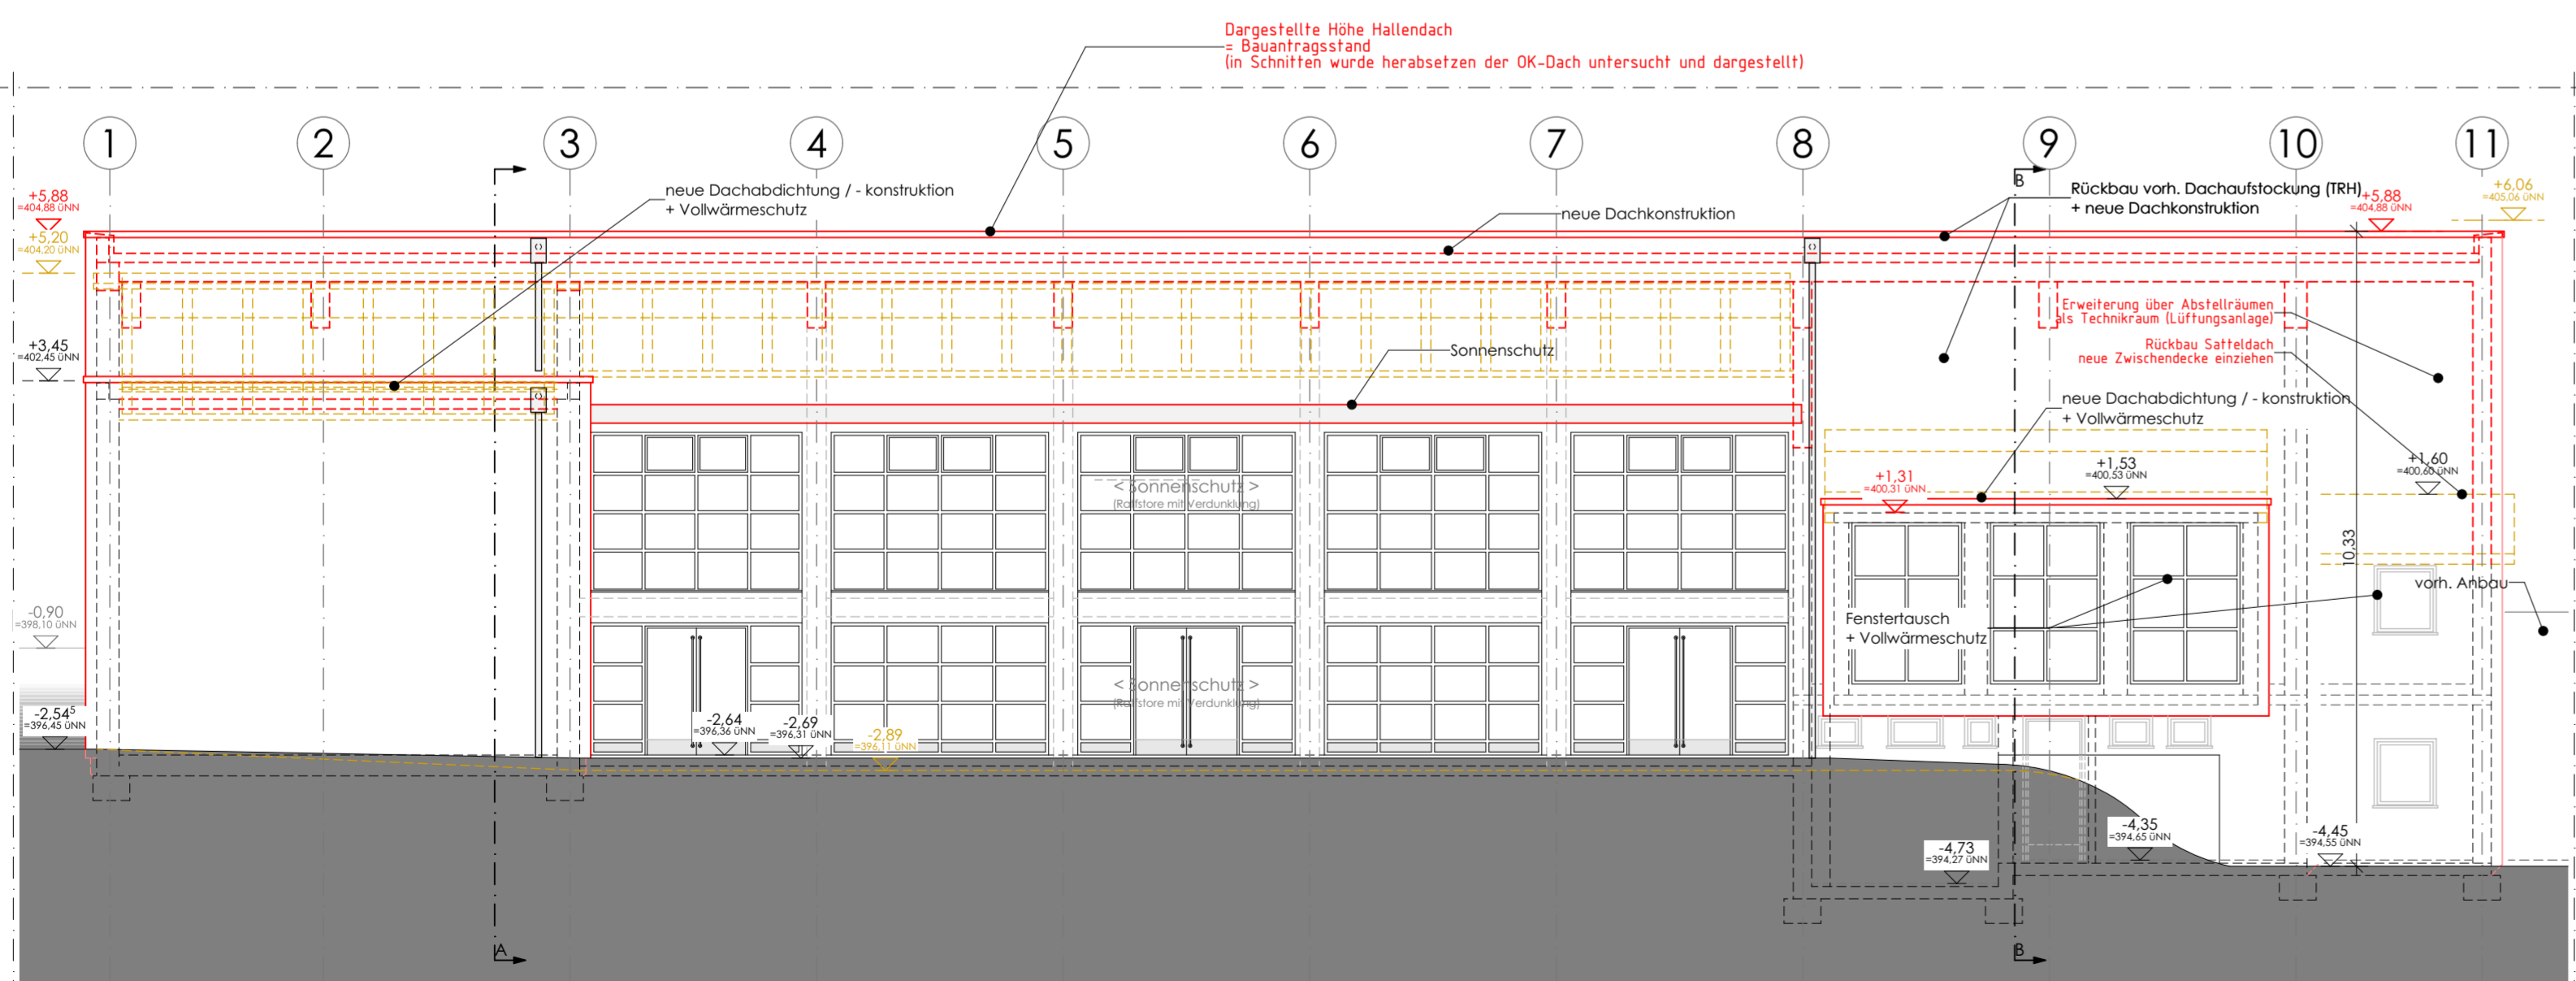 Dargestellte Höhe Hallendach
= Bauantragsstand
(in Schnitten wurde herabsetzen der OK-Dach untersucht und dargestellt)
1 2 3 4 5 6 7 8 9 10 11
+5,88
=404,88 üNN
+5,20
=404,20 üNN
+3,45
=402,45 üNN
-0,90
=398,10 üNN
-2,54⁵
=396,45 üNN
neue Dachabdichtung / - konstruktion
+ Vollwärmeschutz
neue Dachkonstruktion
B
Rückbau vorh. Dachaufstockung (TRH)
+ neue Dachkonstruktion
+5,88
=404,88 üNN
+6,06
=405,06 üNN
Erweiterung über Abstellräumen
als Technikraum (Lüftungsanlage)
Rückbau Satteldach
neue Zwischendecke einziehen
Sonnenschutz
neue Dachabdichtung / - konstruktion
+ Vollwärmeschutz
+1,31
=400,31 üNN
+1,53
=400,53 üNN
+1,60
=400,60 üNN
< Sonnenschutz >
(Raffstore mit Verdunklung)
10,33
vorh. Anbau
Fenstertausch
+ Vollwärmeschutz
< Sonnenschutz >
(Raffstore mit Verdunklung)
-2,64
=396,36 üNN
-2,69
=396,31 üNN
-2,89
=396,11 üNN
-4,73
=394,27 üNN
-4,35
=394,65 üNN
-4,45
=394,55 üNN
A
B